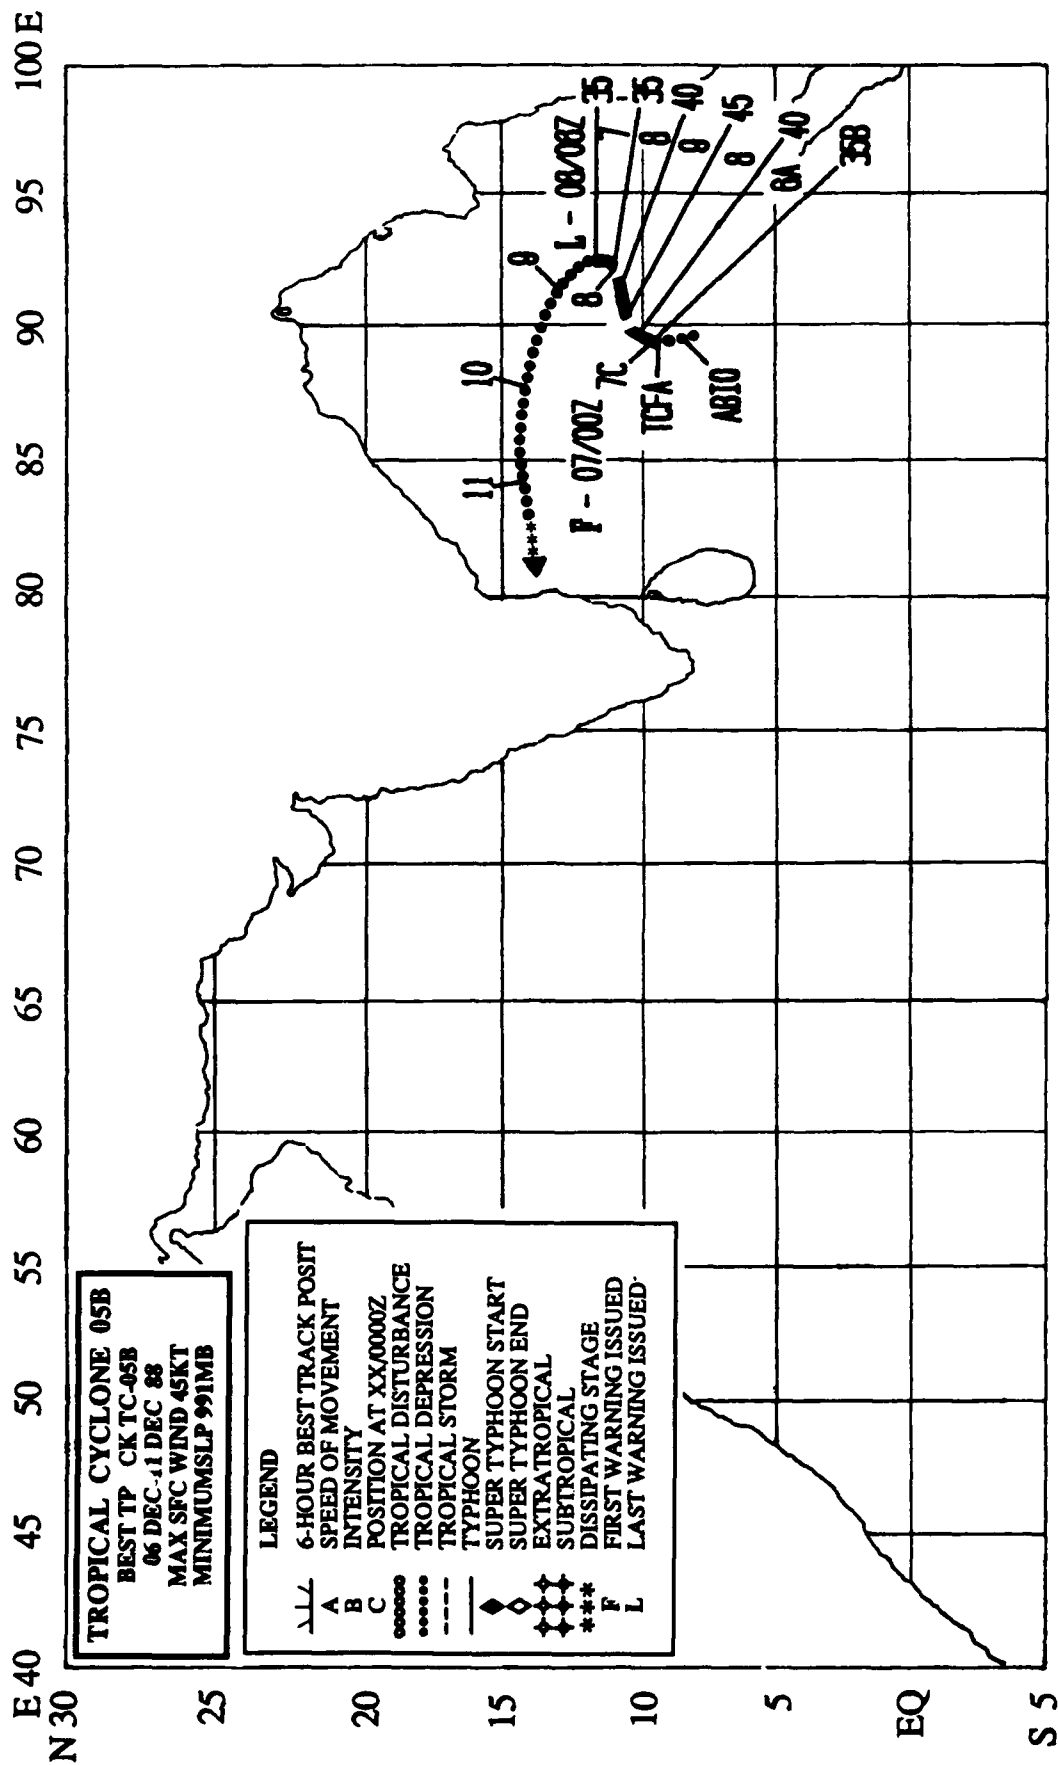 TROPICAL CYCLONE 05B
BEST TP CK TC-05B
06 DEC-11 DEC 88
MAX SFC WIND 45KT
MINIMUM SLP 991MB
LEGEND
6-HOUR BEST TRACK POSIT
A SPEED OF MOVEMENT
B INTENSITY
C POSITION AT XX/0000Z
TROPICAL DISTURBANCE
TROPICAL DEPRESSION
TROPICAL STORM
TYPHOON
SUPER TYPHOON START
SUPER TYPHOON END
EXTRATROPICAL
SUBTROPICAL
*** DISSIPATING STAGE
F FIRST WARNING ISSUED
L LAST WARNING ISSUED
E 40 45 50 55 60 65 70 75 80 85 90 95 100 E
N 30
25
20
15
10
5
EQ
S 5
11
10
9
L - 08/08Z
35
7
35
8
8
40
9
45
F - 07/00Z
7C
8
40
TCFA
8A
35B
ABIO